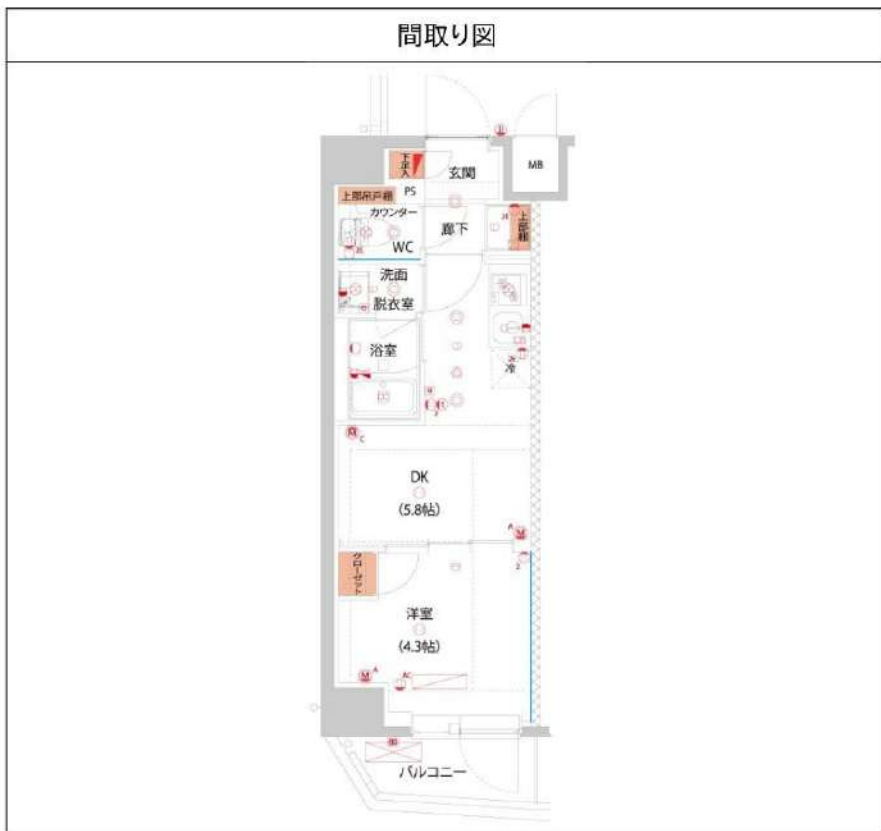 間取り図
MB
下足入
玄関
PS
上部吊戸棚
カウンター
廊下
上部棚
WC
洗面
脱衣室
浴室
冷
C
DK
(5.8帖)
A
2
クローゼット
洋室
(4.3帖)
M
A
AC
バルコニー